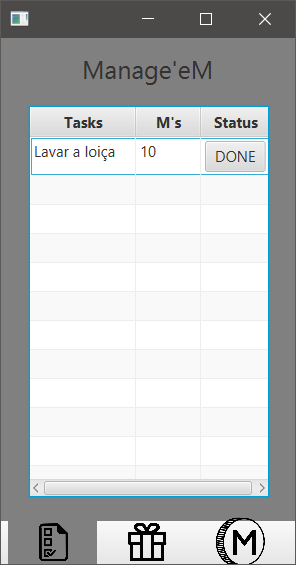 Manage'eM
Tasks M's Status
Lavar a loiça 10 DONE
M